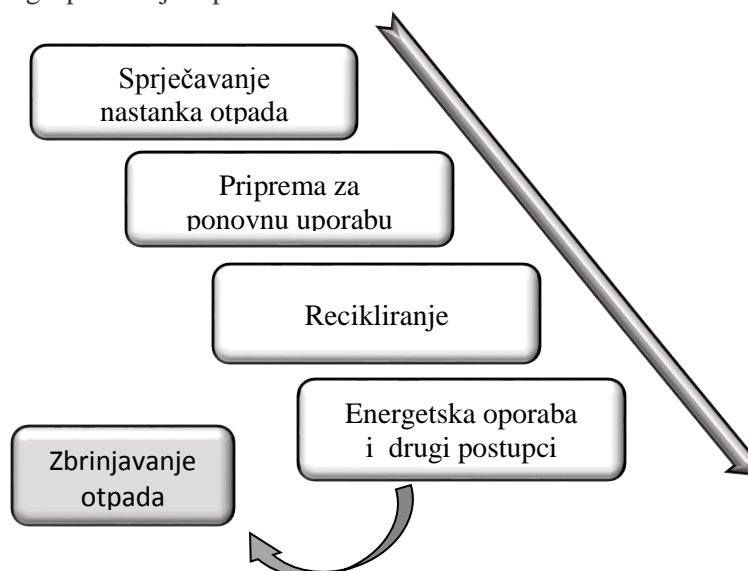 Sprječavanje
nastanka otpada
Priprema za
ponovnu uporabu
Recikliranje
Energetska oporaba
i drugi postupci
Zbrinjavanje
otpada